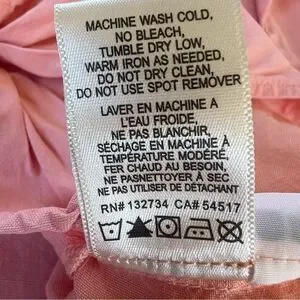 MACHINE WASH COLD,
NO BLEACH,
TUMBLE DRY LOW,
WARM IRON AS NEEDED,
DO NOT DRY CLEAN,
DO NOT USE SPOT REMOVER
LAVER EN MACHINE A
L'EAU FROIDE,
NE PAS BLANCHIR,
SÉCHAGE EN MACHINE À
TEMPÉRATURE MODÉRÉ,
FER CHAUD AU BESOIN,
NE PASNETTOYER À SEC
NE PAS UTILISER DE DÉTACHANT
RN# 132734 CA# 54517